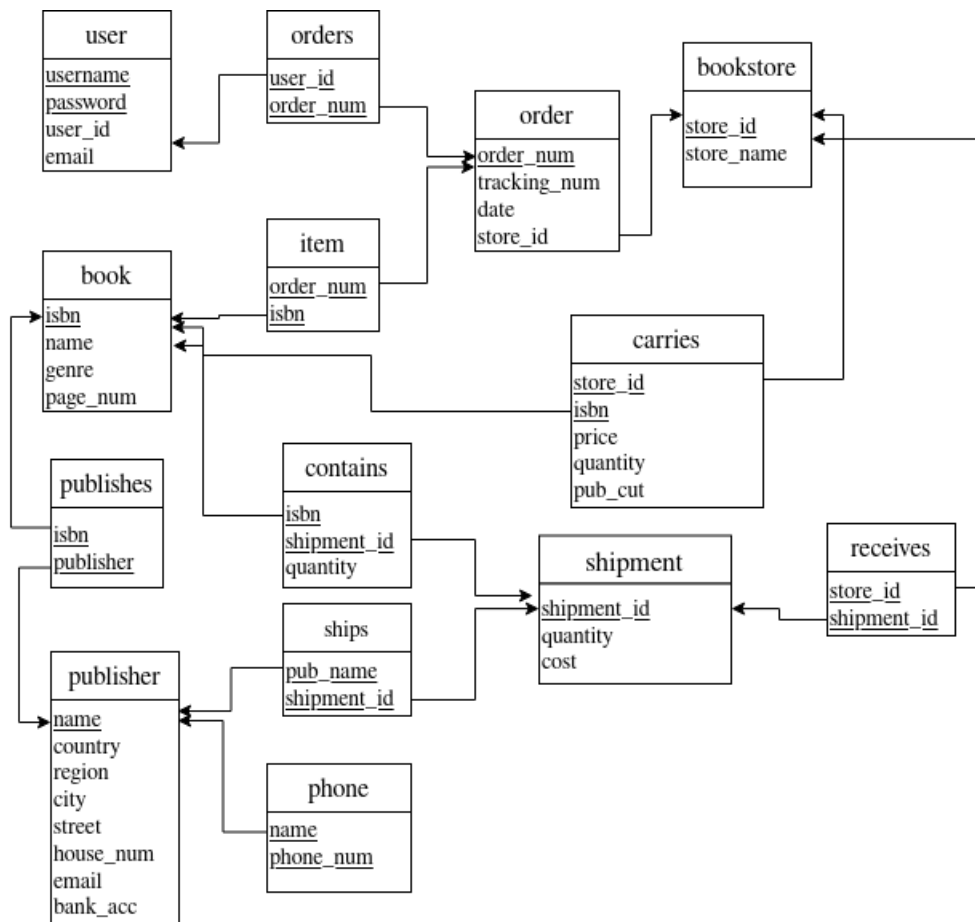 user
username
password
user_id
email
orders
user_id
order_num
order
order_num
tracking_num
date
store_id
bookstore
store_id
store_name
item
order_num
isbn
book
isbn
name
genre
page_num
carries
store_id
isbn
price
quantity
pub_cut
publishes
isbn
publisher
contains
isbn
shipment_id
quantity
shipment
shipment_id
quantity
cost
receives
store_id
shipment_id
ships
pub_name
shipment_id
publisher
name
country
region
city
street
house_num
email
bank_acc
phone
name
phone_num